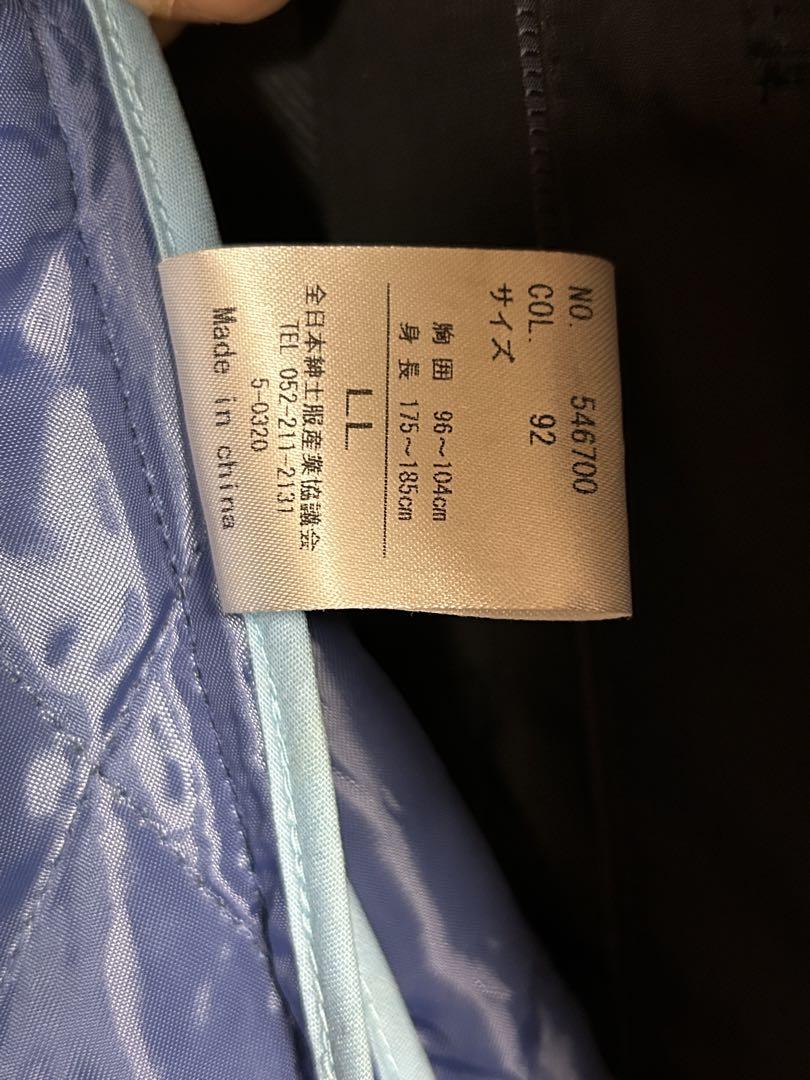 NO. 546700
COL. 92
サイズ
胸囲 96～104cm
身長 175～185cm
LL
全日本紳士服産業協議会
TEL 052-211-2131
5-0320
Made in china